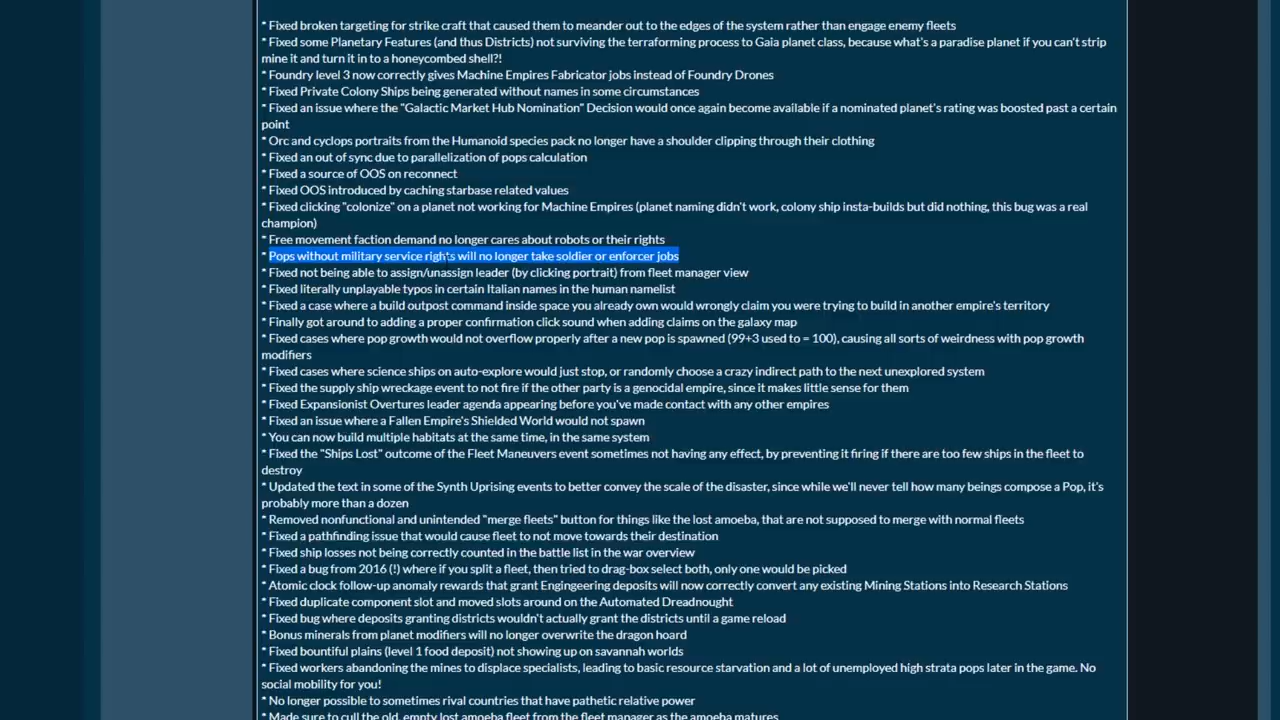 * Fixed broken targeting for strike craft that caused them to meander out to the edges of the system rather than engage enemy fleets
* Fixed some Planetary Features (and thus Districts) not surviving the terraforming process to Gaia planet class, because what's a paradise planet if you can't strip
mine it and turn it in to a honeycombed shell?!
* Foundry level 3 now correctly gives Machine Empires Fabricator jobs instead of Foundry Drones
* Fixed Private Colony Ships being generated without names in some circumstances
* Fixed an issue where the "Galactic Market Hub Nomination" Decision would once again become available if a nominated planet's rating was boosted past a certain
point
* Orc and cyclops portraits from the Humanoid species pack no longer have a shoulder clipping through their clothing
* Fixed an out of sync due to parallelization of pops calculation
* Fixed a source of OOS on reconnect
* Fixed OOS introduced by caching starbase related values
* Fixed clicking "colonize" on a planet not working for Machine Empires (planet naming didn't work, colony ship insta-builds but did nothing, this bug was a real
champion)
* Free movement faction demand no longer cares about robots or their rights
* Pops without military service rights will no longer take soldier or enforcer jobs
* Fixed not being able to assign/unassign leader (by clicking portrait) from fleet manager view
* Fixed literally unplayable typos in certain Italian names in the human namelist
* Fixed a case where a build outpost command inside space you already own would wrongly claim you were trying to build in another empire's territory
* Finally got around to adding a proper confirmation click sound when adding claims on the galaxy map
* Fixed cases where pop growth would not overflow properly after a new pop is spawned (99+3 used to = 100), causing all sorts of weirdness with pop growth
modifiers
* Fixed cases where science ships on auto-explore would just stop, or randomly choose a crazy indirect path to the next unexplored system
* Fixed the supply ship wreckage event to not fire if the other party is a genocidal empire, since it makes little sense for them
* Fixed Expansionist Overtures leader agenda appearing before you've made contact with any other empires
* Fixed an issue where a Fallen Empire's Shielded World would not spawn
* You can now build multiple habitats at the same time, in the same system
* Fixed the "Ships Lost" outcome of the Fleet Maneuvers event sometimes not having any effect, by preventing it firing if there are too few ships in the fleet to
destroy
* Updated the text in some of the Synth Uprising events to better convey the scale of the disaster, since while we'll never tell how many beings compose a Pop, it's
probably more than a dozen
* Removed nonfunctional and unintended "merge fleets" button for things like the lost amoeba, that are not supposed to merge with normal fleets
* Fixed a pathfinding issue that would cause fleet to not move towards their destination
* Fixed ship losses not being correctly counted in the battle list in the war overview
* Fixed a bug from 2016 (!) where if you split a fleet, then tried to drag-box select both, only one would be picked
* Atomic clock follow-up anomaly rewards that grant Engingeering deposits will now correctly convert any existing Mining Stations into Research Stations
* Fixed duplicate component slot and moved slots around on the Automated Dreadnought
* Fixed bug where deposits granting districts wouldn't actually grant the districts until a game reload
* Bonus minerals from planet modifiers will no longer overwrite the dragon hoard
* Fixed bountiful plains (level 1 food deposit) not showing up on savannah worlds
* Fixed workers abandoning the mines to displace specialists, leading to basic resource starvation and a lot of unemployed high strata pops later in the game. No
social mobility for you!
* No longer possible to sometimes rival countries that have pathetic relative power
* Made sure to cull the old, empty lost amoeba fleet from the fleet manager as the amoeba matures